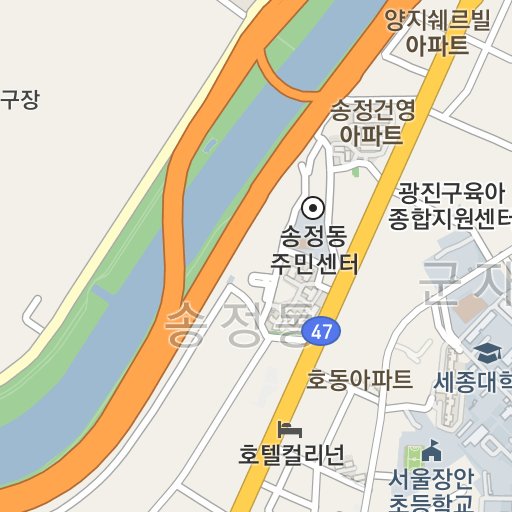 양지쉐르빌
아파트
구장
송정건영
아파트
광진구육아
종합지원센터
송정동
주민센터
군자
송정동
47
호동아파트
세종대학
호텔컬리넌
서울장안
초등학교